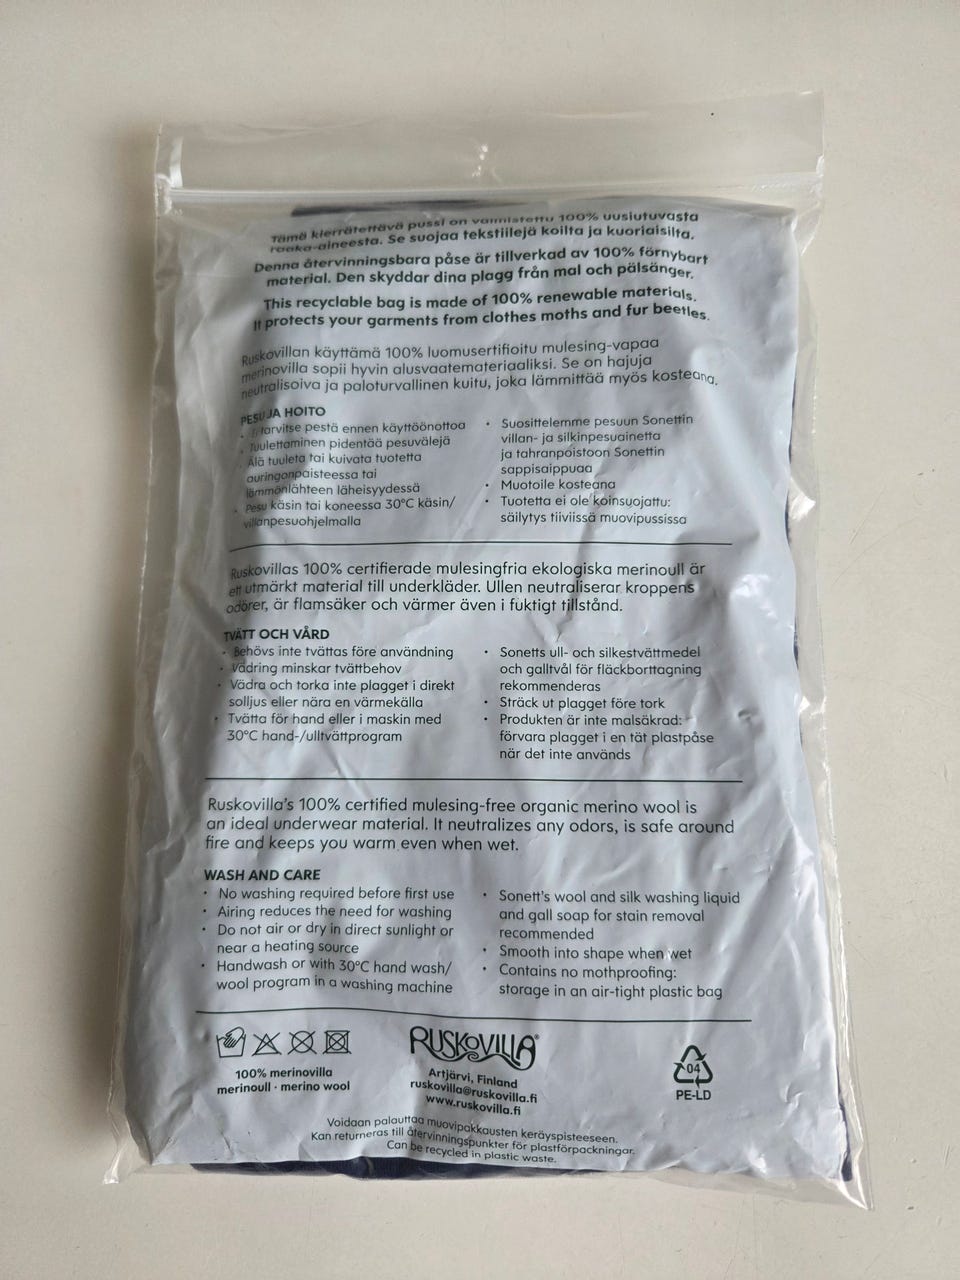 Tämä kierrätettävä pussi on valmistettu 100% uusiutuvasta
raaka-aineesta. Se suojaa tekstiilejä koilta ja kuoriaisilta.
Denna återvinningsbara påse är tillverkad av 100% förnybart
material. Den skyddar dina plagg från mal och pälsänger.
This recyclable bag is made of 100% renewable materials.
It protects your garments from clothes moths and fur beetles.
Ruskovillan käyttämä 100% luomusertifioitu mulesing-vapaa
merinovilla sopii hyvin alusvaatemateriaaliksi. Se on hajuja
neutralisoiva ja paloturvallinen kuitu, joka lämmittää myös kosteana.
PESU JA HOITO
· Ei tarvitse pestä ennen käyttöönottoa
· Tuulettaminen pidentää pesuvälejä
· Älä tuuleta tai kuivata tuotetta
auringonpaisteessa tai
lämmönlähteen läheisyydessä
· Pesu käsin tai koneessa 30°C käsin/
villanpesuohjelmalla
· Suosittelemme pesuun Sonettin
villan- ja silkinpesuainetta
ja tahranpoistoon Sonettin
sappisaippuaa
· Muotoile kosteana
· Tuotetta ei ole koinsuojattu:
säilytys tiiviissä muovipussissa
Ruskovillas 100% certifierade mulesingfria ekologiska merinoull är
ett utmärkt material till underkläder. Ullen neutraliserar kroppens
odörer, är flamsäker och värmer även i fuktigt tillstånd.
TVÄTT OCH VÅRD
· Behövs inte tvättas före användning
· Vädring minskar tvättbehov
· Vädra och torka inte plagget i direkt
solljus eller nära en värmekälla
· Tvätta för hand eller i maskin med
30°C hand-/ulltvättprogram
· Sonetts ull- och silkestvättmedel
och galltvål för fläckborttagning
rekommenderas
· Sträck ut plagget före tork
· Produkten är inte malsäkrad:
förvara plagget i en tät plastpåse
när det inte används
Ruskovilla's 100% certified mulesing-free organic merino wool is
an ideal underwear material. It neutralizes any odors, is safe around
fire and keeps you warm even when wet.
WASH AND CARE
· No washing required before first use
· Airing reduces the need for washing
· Do not air or dry in direct sunlight or
near a heating source
· Handwash or with 30°C hand wash/
wool program in a washing machine
· Sonett's wool and silk washing liquid
and gall soap for stain removal
recommended
· Smooth into shape when wet
· Contains no mothproofing:
storage in an air-tight plastic bag
100% merinovilla
merinoull · merino wool
RUSKOVILLA®
Artjärvi, Finland
ruskovilla@ruskovilla.fi
www.ruskovilla.fi
04
PE-LD
Voidaan palauttaa muovipakkausten keräyspisteeseen.
Kan returneras till återvinningspunkter för plastförpackningar.
Can be recycled in plastic waste.